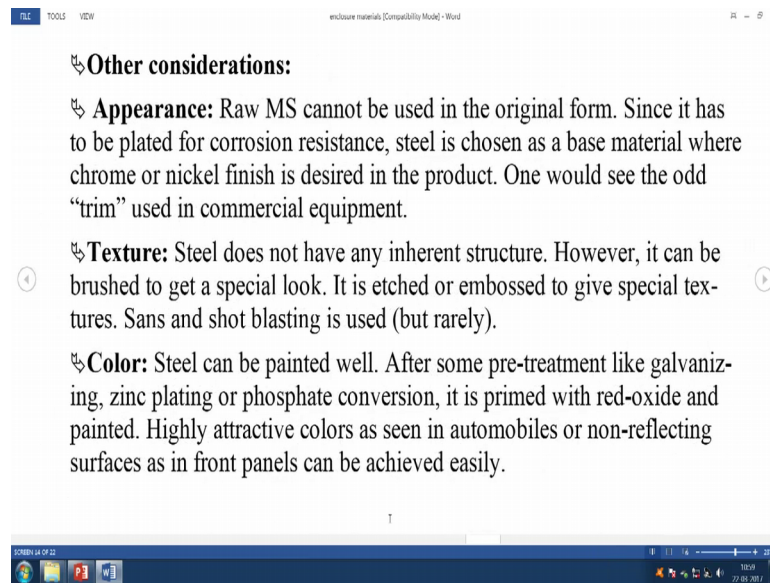 FILE TOOLS VIEW enclosure materials [Compatibility Mode] - Word
Other considerations:
Appearance: Raw MS cannot be used in the original form. Since it has
to be plated for corrosion resistance, steel is chosen as a base material where
chrome or nickel finish is desired in the product. One would see the odd
“trim” used in commercial equipment.
Texture: Steel does not have any inherent structure. However, it can be
brushed to get a special look. It is etched or embossed to give special tex-
tures. Sans and shot blasting is used (but rarely).
Color: Steel can be painted well. After some pre-treatment like galvaniz-
ing, zinc plating or phosphate conversion, it is primed with red-oxide and
painted. Highly attractive colors as seen in automobiles or non-reflecting
surfaces as in front panels can be achieved easily.
SCREEN 14 OF 22
10:59
22-03-2017